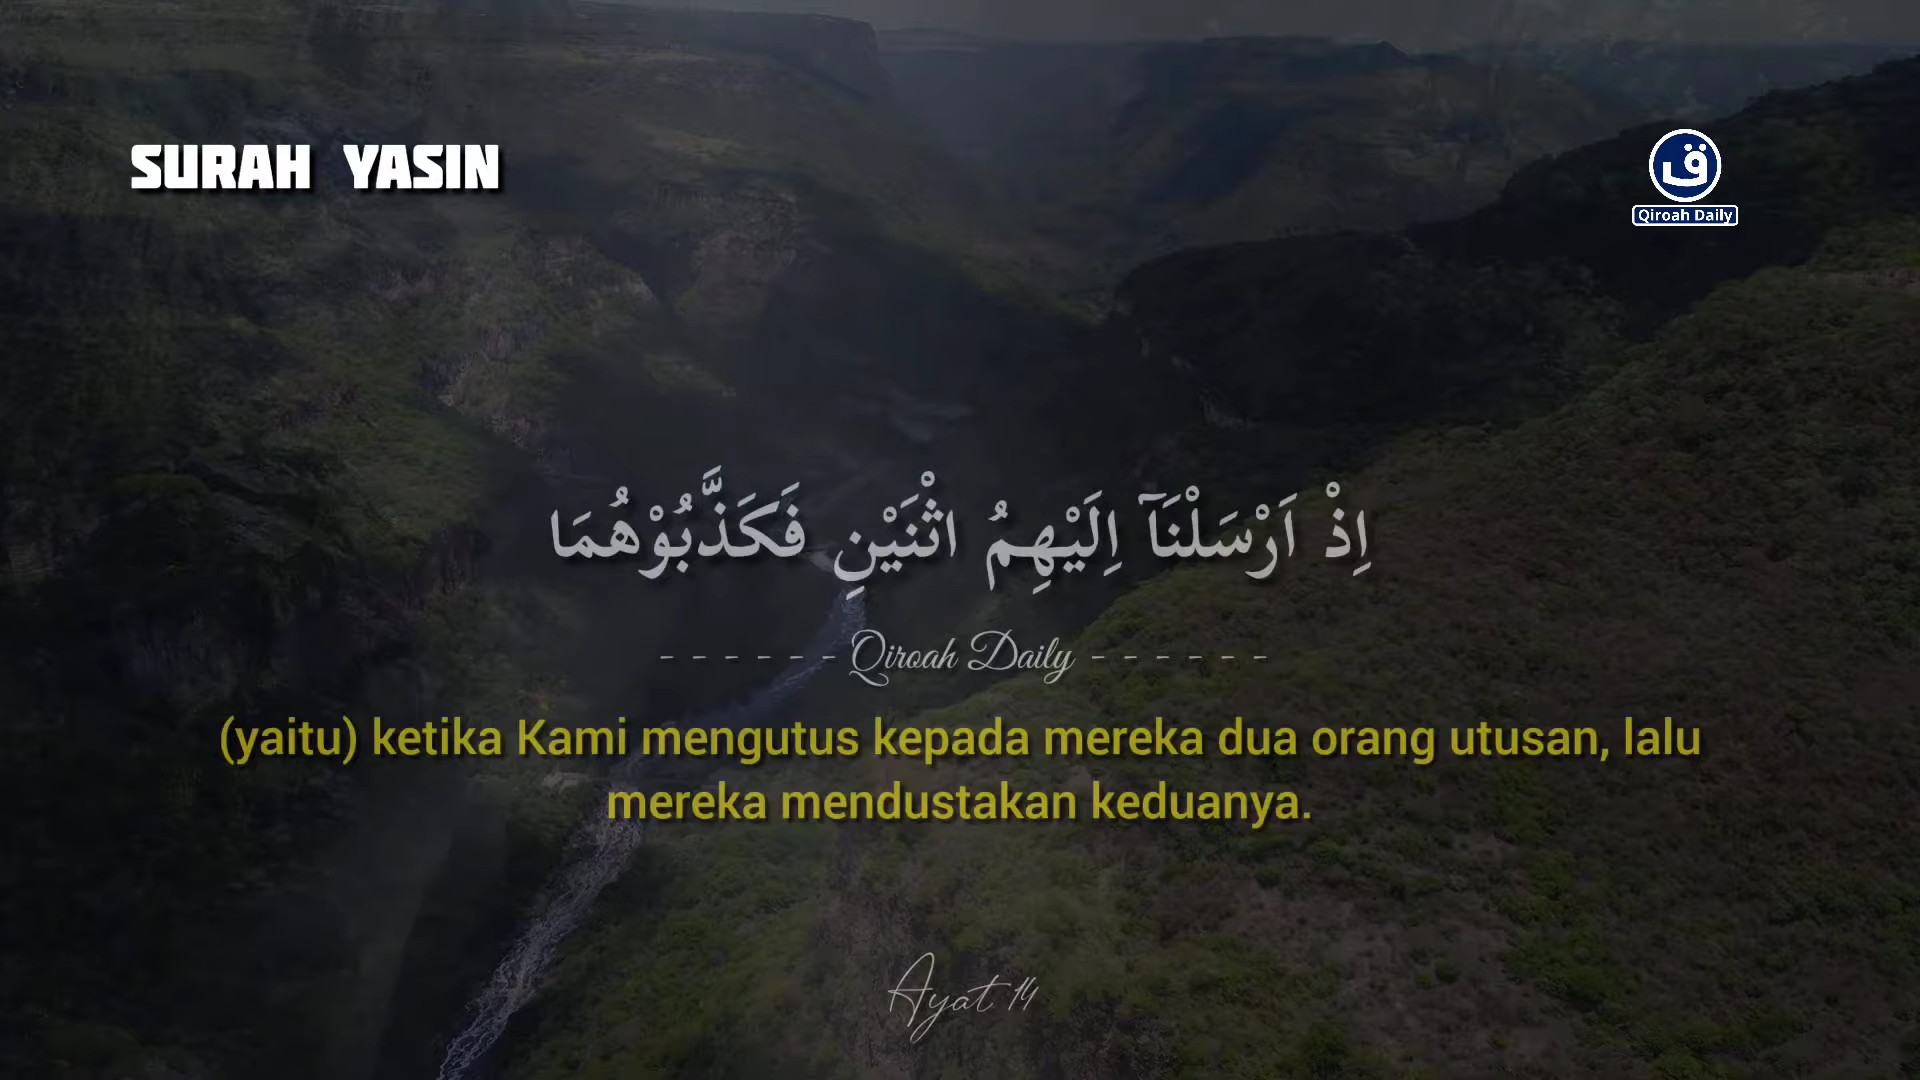 SURAH YASIN
ق
Qiroah Daily
اِذْ اَرْسَلْنَآ اِلَيْهِمُ اثْنَيْنِ فَكَذَّبُوْهُمَا
- - - - - - Qiroah Daily - - - - - -
(yaitu) ketika Kami mengutus kepada mereka dua orang utusan, lalu
mereka mendustakan keduanya.
Ayat 14